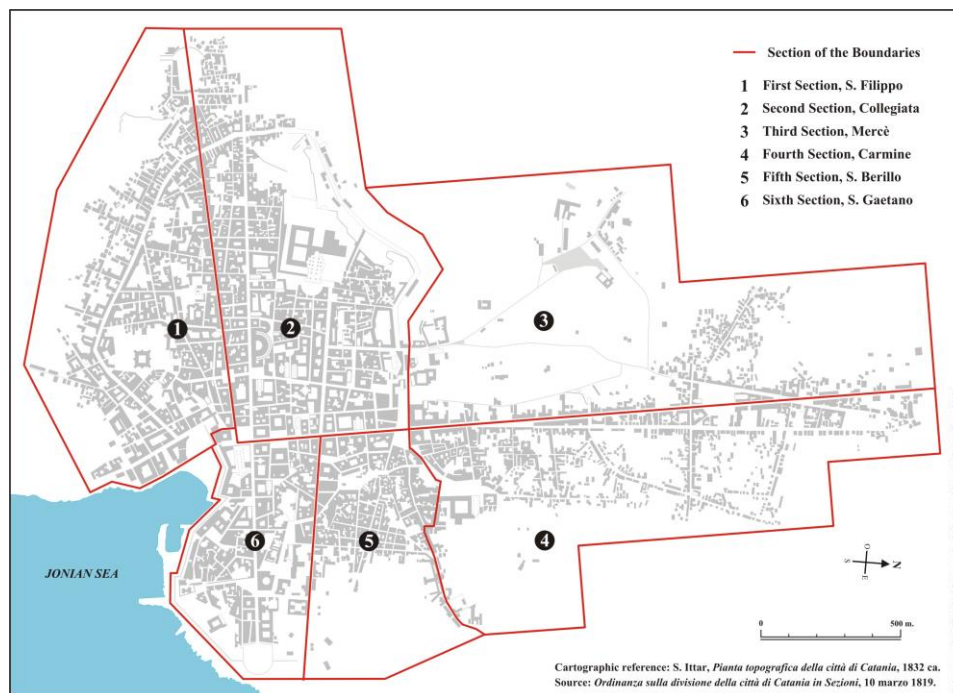 Section of the Boundaries
1 First Section, S. Filippo
2 Second Section, Collegiata
3 Third Section, Mercè
4 Fourth Section, Carmine
5 Fifth Section, S. Berillo
6 Sixth Section, S. Gaetano
1
2
3
4
5
6
JONIAN SEA
O
S
N
E
0
500 m.
Cartographic reference: S. Ittar, Pianta topografica della città di Catania, 1832 ca.
Source: Ordinanza sulla divisione della città di Catania in Sezioni, 10 marzo 1819.